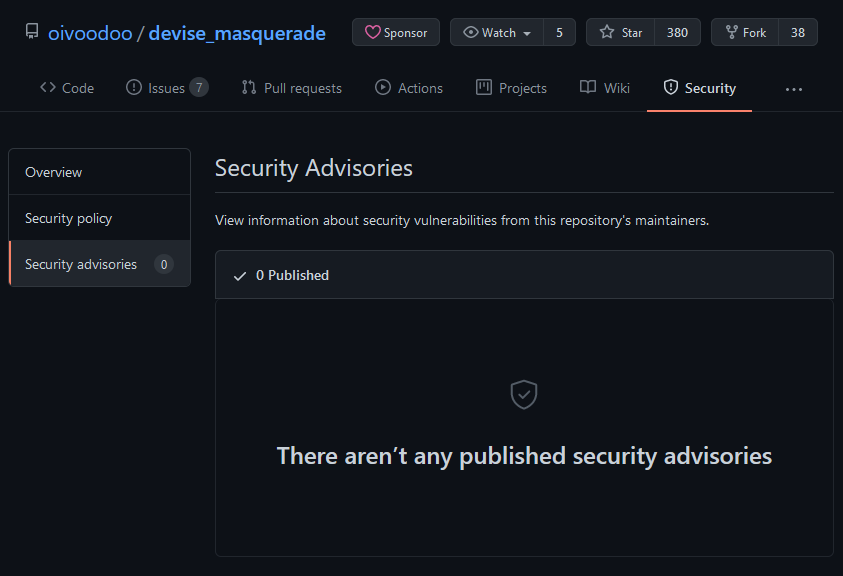 oivoodoo / devise_masquerade Sponsor Watch 5 Star 380 Fork 38
Code Issues 7 Pull requests Actions Projects Wiki Security ...
Overview
Security policy
Security advisories 0
Security Advisories
View information about security vulnerabilities from this repository's maintainers.
0 Published
There aren’t any published security advisories